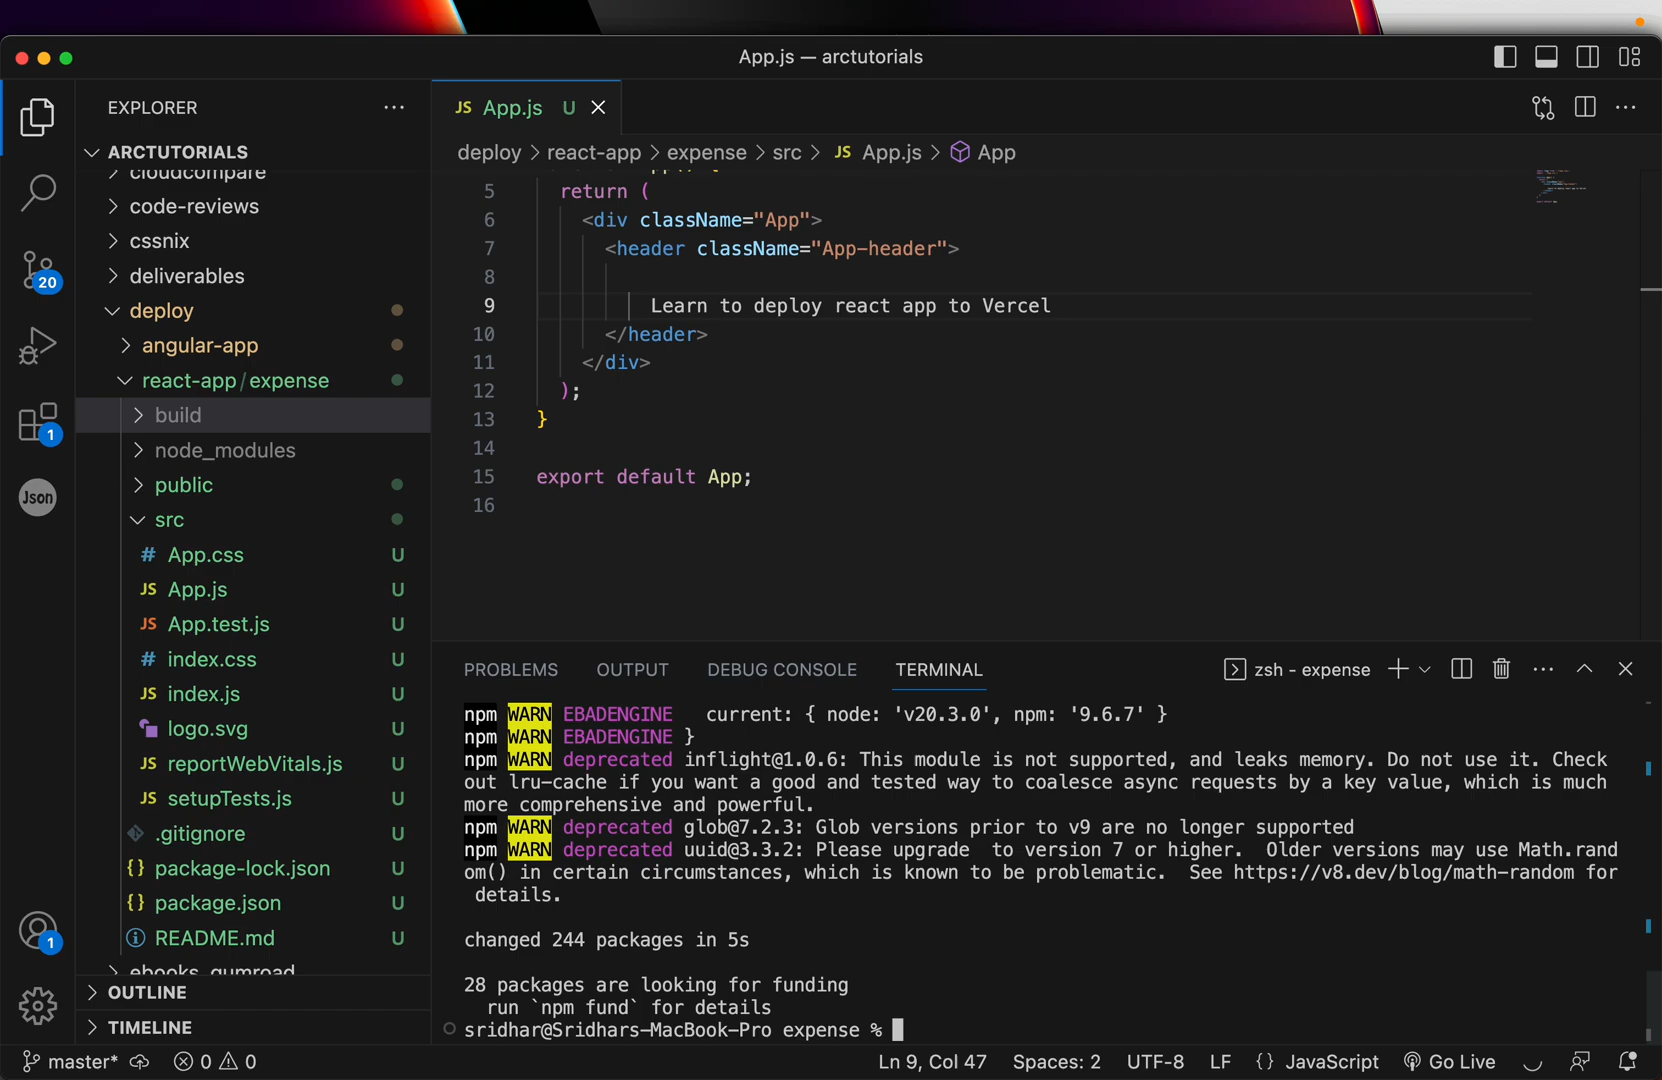 App.js — arctutorials
EXPLORER
ARCTUTORIALS
cloudcompare
code-reviews
cssnix
deliverables
deploy
angular-app
react-app/expense
build
node_modules
public
src
# App.css U
JS App.js U
JS App.test.js U
# index.css U
JS index.js U
logo.svg U
JS reportWebVitals.js U
JS setupTests.js U
.gitignore U
{} package-lock.json U
{} package.json U
README.md U
ebooks_gumroad
OUTLINE
TIMELINE
20
1
Json
1
JS App.js U
deploy > react-app > expense > src > JS App.js > App
5 return (
6 <div className="App">
7 <header className="App-header">
8
9 Learn to deploy react app to Vercel
10 </header>
11 </div>
12 );
13 }
14
15 export default App;
16
PROBLEMS OUTPUT DEBUG CONSOLE TERMINAL zsh - expense
npm WARN EBADENGINE current: { node: 'v20.3.0', npm: '9.6.7' }
npm WARN EBADENGINE }
npm WARN deprecated inflight@1.0.6: This module is not supported, and leaks memory. Do not use it. Check
out lru-cache if you want a good and tested way to coalesce async requests by a key value, which is much
more comprehensive and powerful.
npm WARN deprecated glob@7.2.3: Glob versions prior to v9 are no longer supported
npm WARN deprecated uuid@3.3.2: Please upgrade  to version 7 or higher.  Older versions may use Math.rand
om() in certain circumstances, which is known to be problematic.  See https://v8.dev/blog/math-random for
details.
changed 244 packages in 5s
28 packages are looking for funding
run `npm fund` for details
sridhar@Sridhars-MacBook-Pro expense %
master* 0 0 Ln 9, Col 47 Spaces: 2 UTF-8 LF {} JavaScript Go Live